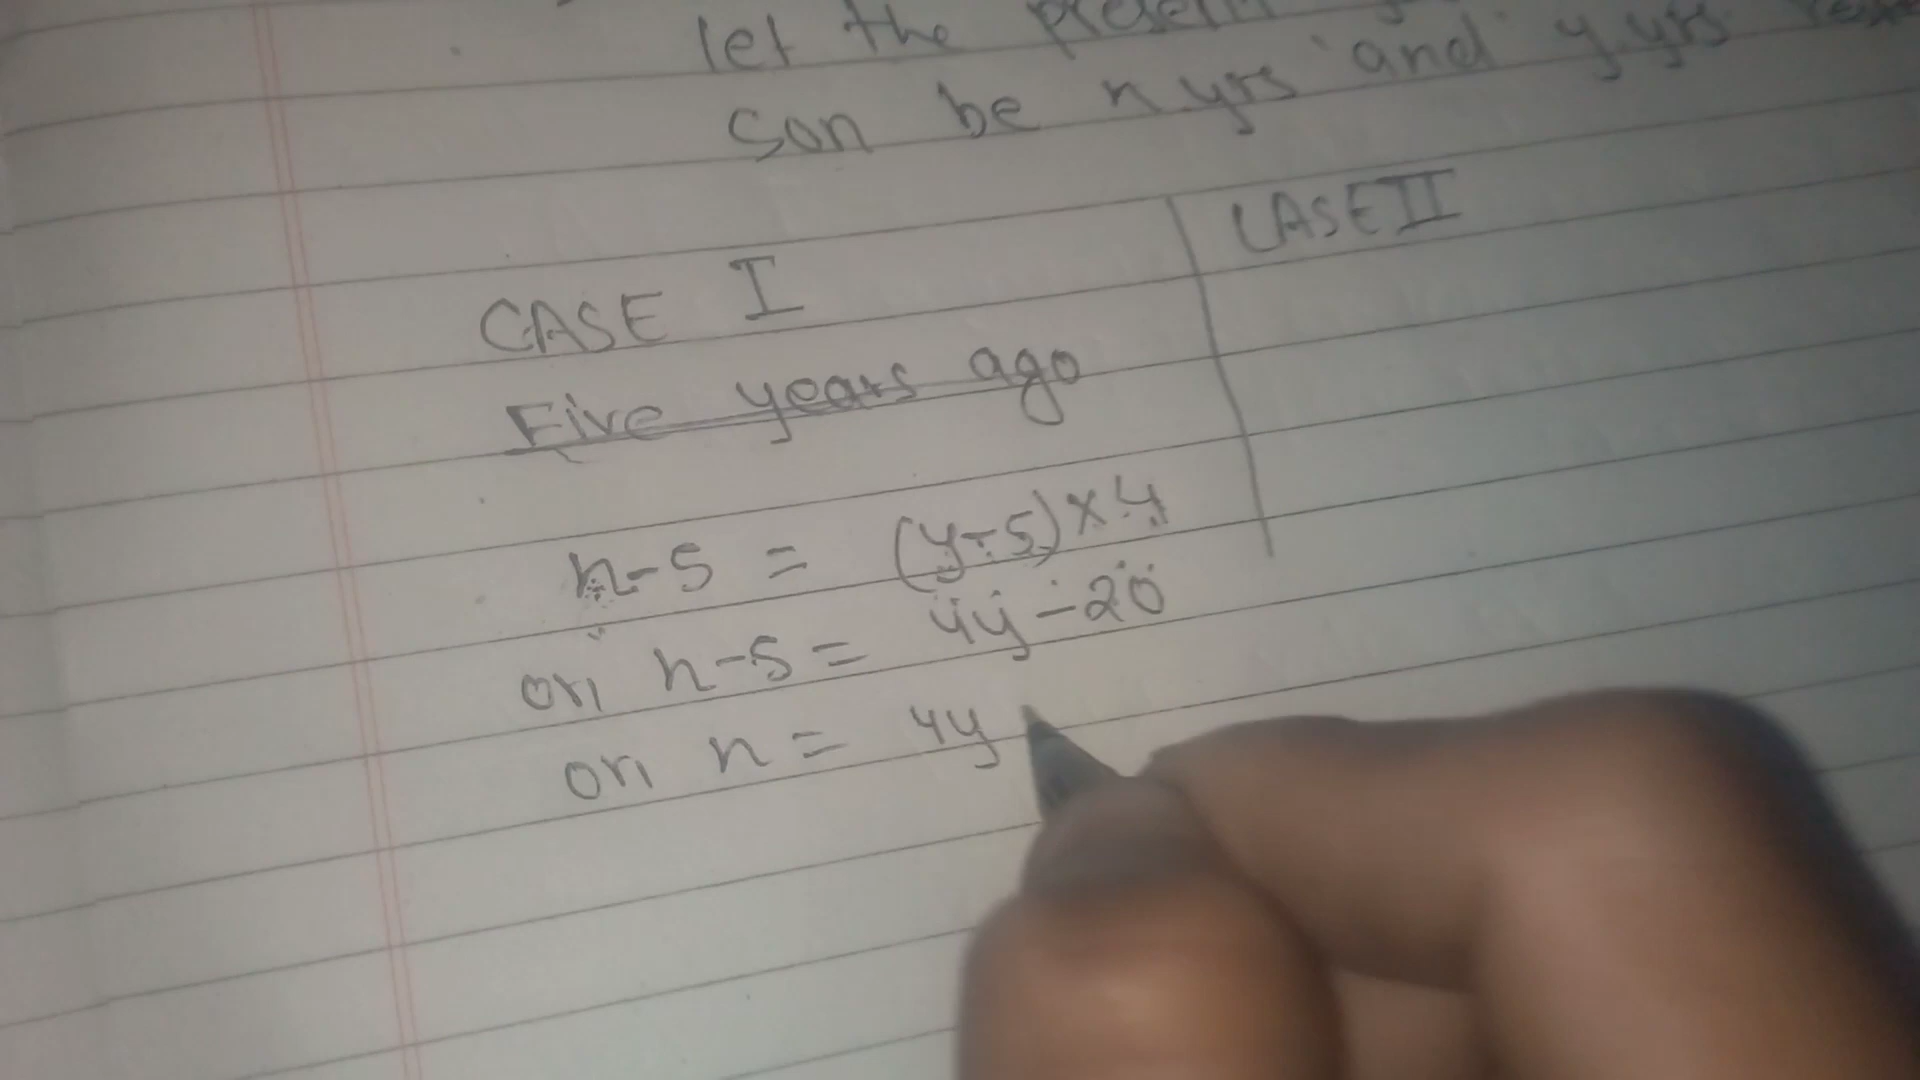 let the present
son be x yrs and y yrs
CASE I
Five years ago
x-5 = (y-5)×4
or, x-5 = 4y-20
or, x = 4y
CASE II